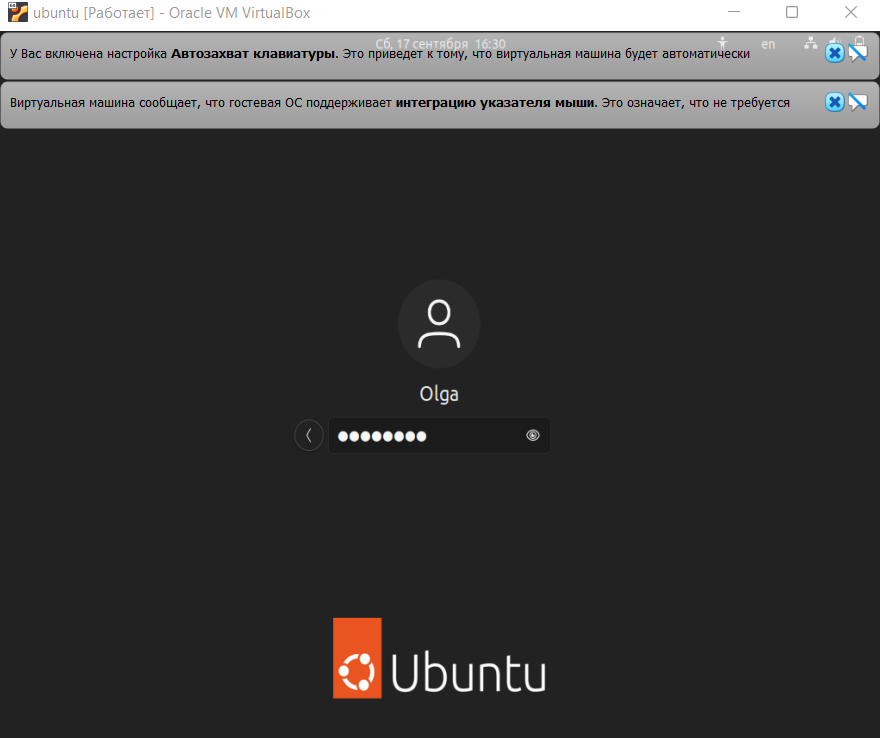 ubuntu [Работает] - Oracle VM VirtualBox
Сб, 17 сентября 16:30
en
У Вас включена настройка Автозахват клавиатуры. Это приведет к тому, что виртуальная машина будет автоматически
Виртуальная машина сообщает, что гостевая ОС поддерживает интеграцию указателя мыши. Это означает, что не требуется
Olga
Ubuntu